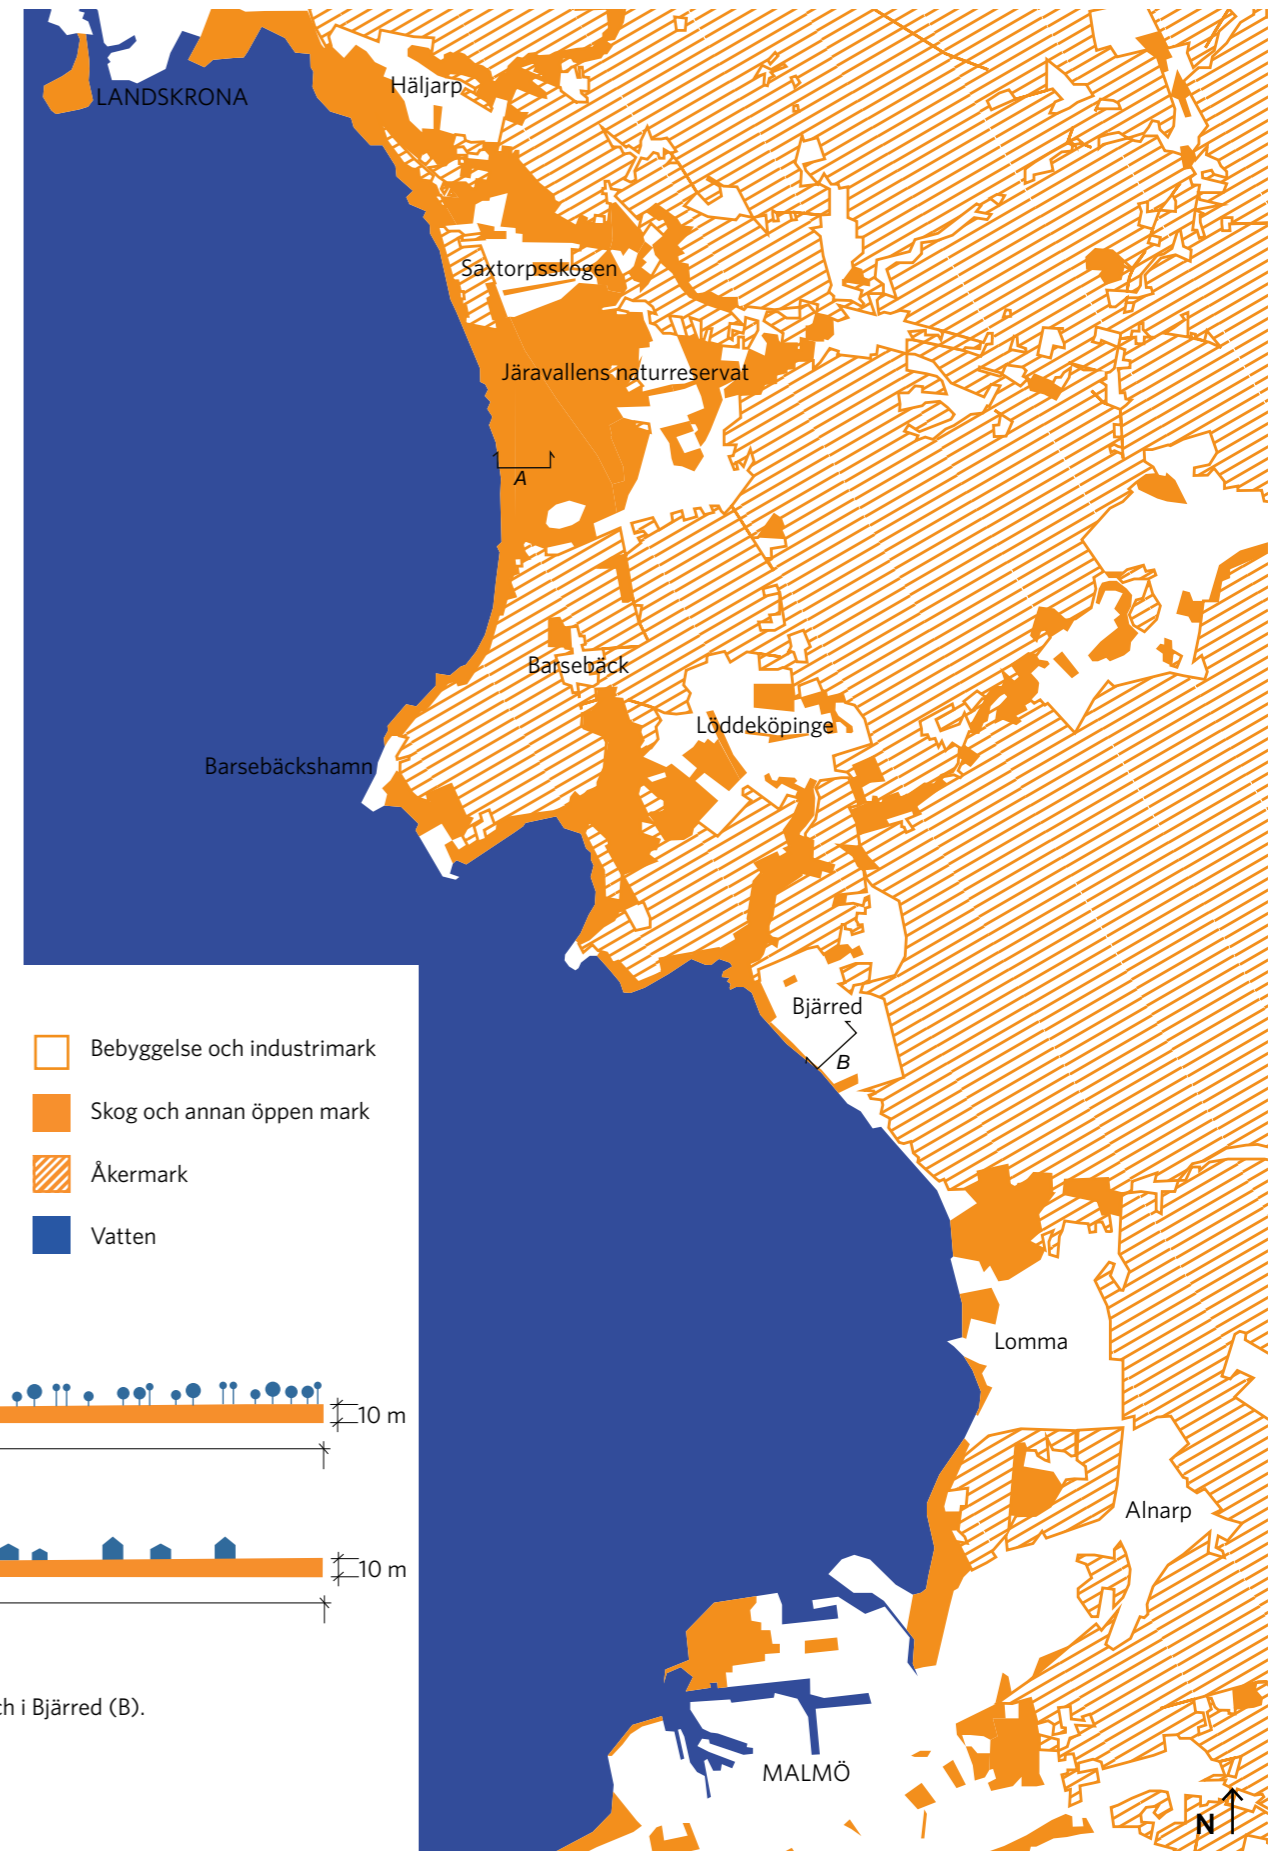 LANDSKRONA
Häljarp
Saxtorpsskogen
Järavallens naturreservat
A
Barsebäck
Löddeköpinge
Barsebäckshamn
Bjärred
B
Bebyggelse och industrimark
Skog och annan öppen mark
Åkermark
Vatten
Lomma
10 m
Alnarp
10 m
h i Bjärred (B).
MALMÖ
N